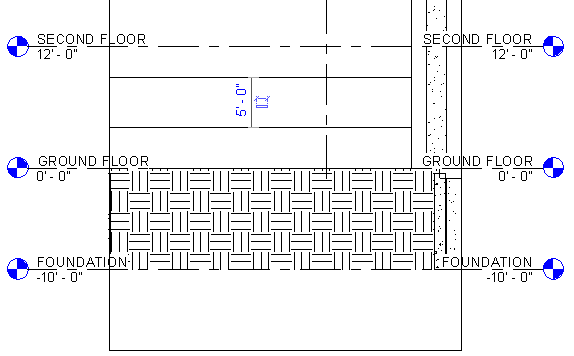 SECOND FLOOR
12' - 0"
SECOND FLOOR
12' - 0"
5' - 0"
GROUND FLOOR
0' - 0"
GROUND FLOOR
0' - 0"
FOUNDATION
-10' - 0"
FOUNDATION
-10' - 0"